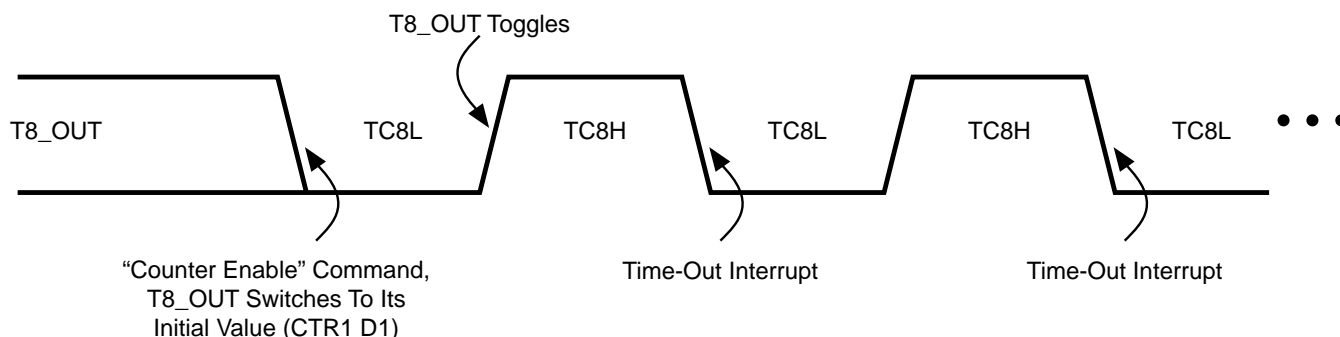 T8_OUT Toggles
T8_OUT
TC8L
TC8H
TC8L
TC8H
TC8L
“Counter Enable” Command,
T8_OUT Switches To Its
Initial Value (CTR1 D1)
Time-Out Interrupt
Time-Out Interrupt